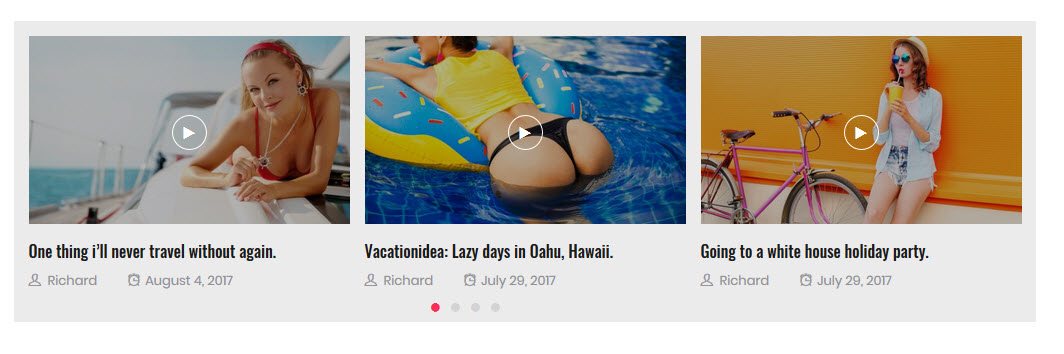 One thing i'll never travel without again.
Richard August 4, 2017
Vacationidea: Lazy days in Oahu, Hawaii.
Richard July 29, 2017
Going to a white house holiday party.
Richard July 29, 2017